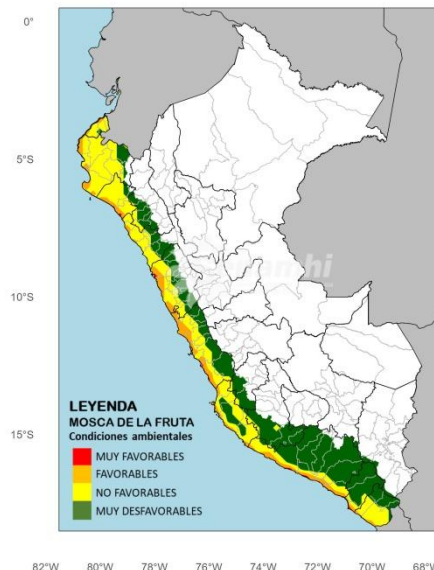 0°
5°S
10°S
15°S
senamhi
LEYENDA
MOSCA DE LA FRUTA
Condiciones ambientales
MUY FAVORABLES
FAVORABLES
NO FAVORABLES
MUY DESFAVORABLES
82°W 80°W 78°W 76°W 74°W 72°W 70°W 68°W